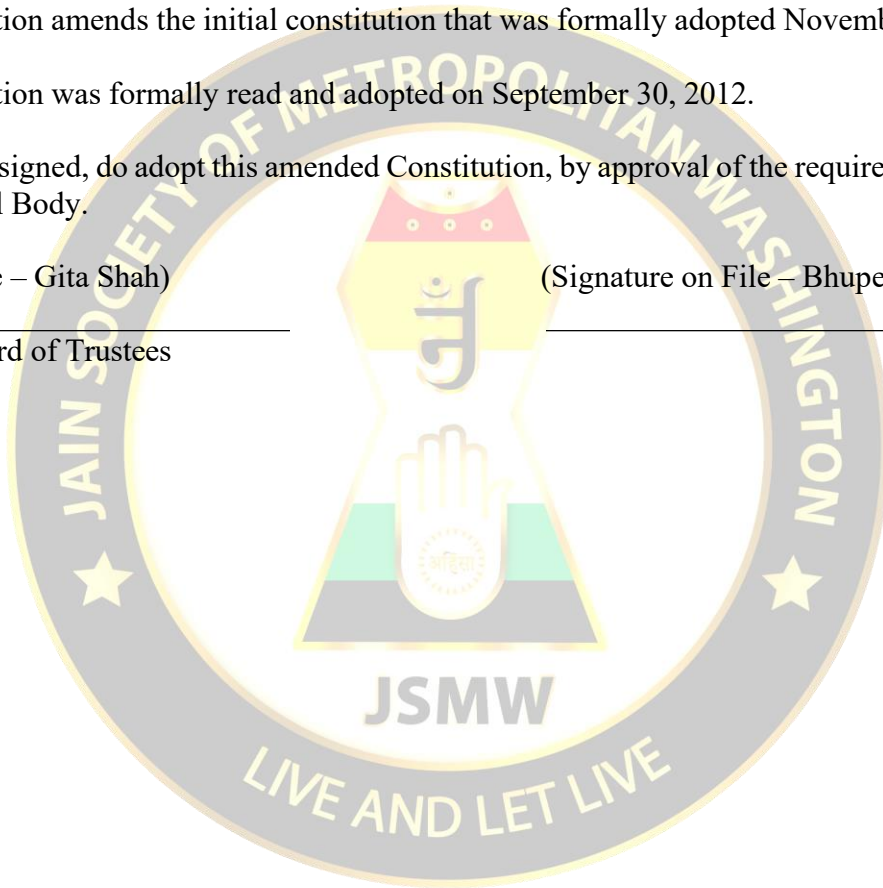 tion amends the initial constitution that was formally adopted Novemb
tion was formally read and adopted on September 30, 2012.
signed, do adopt this amended Constitution, by approval of the require
l Body.
e – Gita Shah) (Signature on File – Bhupe
rd of Trustees
JAIN SOCIETY OF METROPOLITAN WASHINGTON
अहिंसा
JSMW
LIVE AND LET LIVE